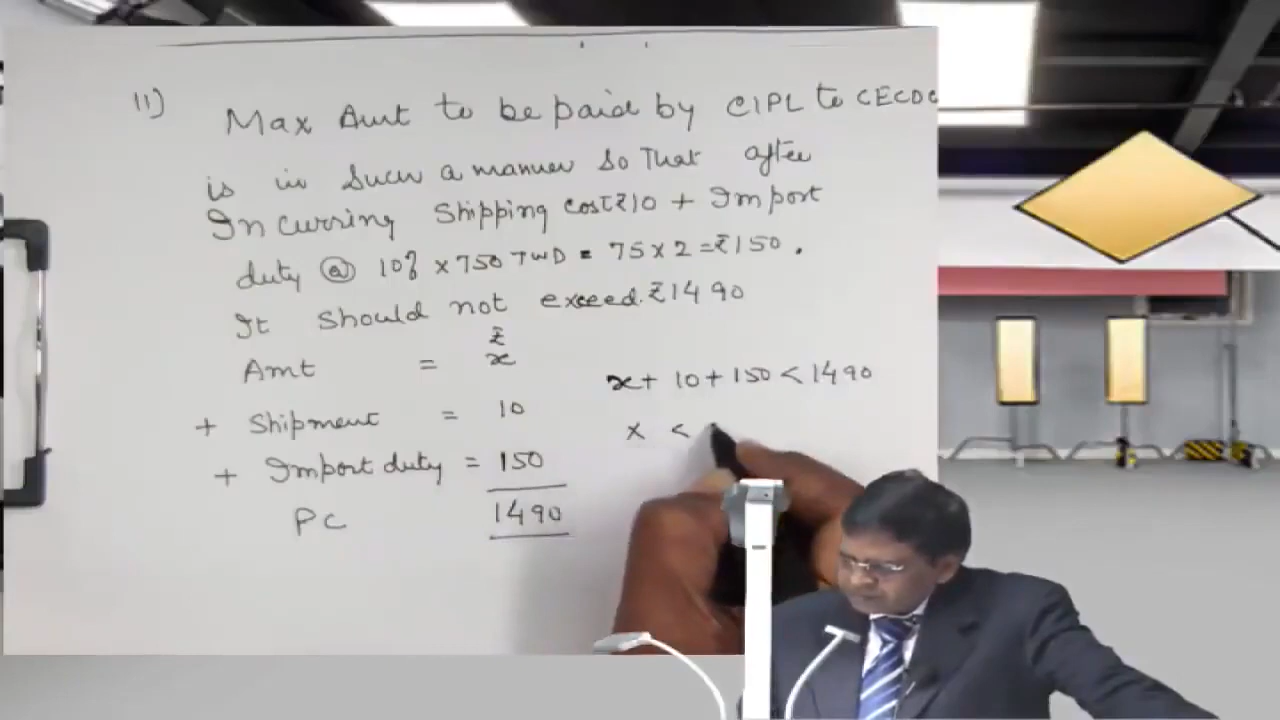 11) Max Amt to be paid by CIPL to CECDC
is in such a manner so that after
Incurring Shipping cost ₹10 + Import
duty @ 10% × 750 TWD = 75 × 2 = ₹150.
It should not exceed ₹1490
₹
Amt = x
+ Shipment = 10
+ Import duty = 150
PC 1490
x + 10 + 150 < 1490
x <